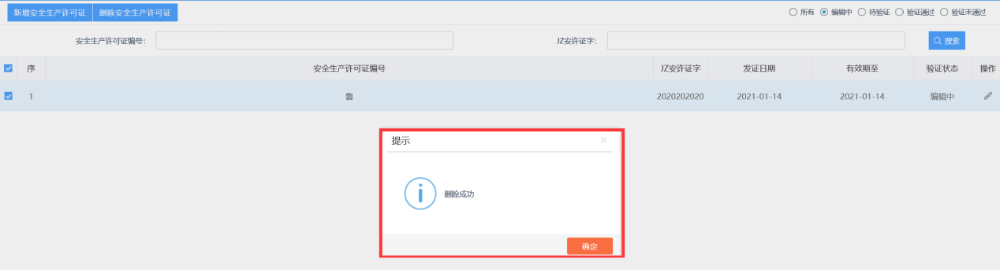 新增安全生产许可证 删除安全生产许可证 所有 编辑中 待验证 验证通过 验证未通过
安全生产许可证编号: JZ安许证字: 搜索
序 安全生产许可证编号 JZ安许证字 发证日期 有效期至 验证状态 操作
1 鲁 2020202020 2021-01-14 2021-01-14 编辑中
提示
删除成功
确定